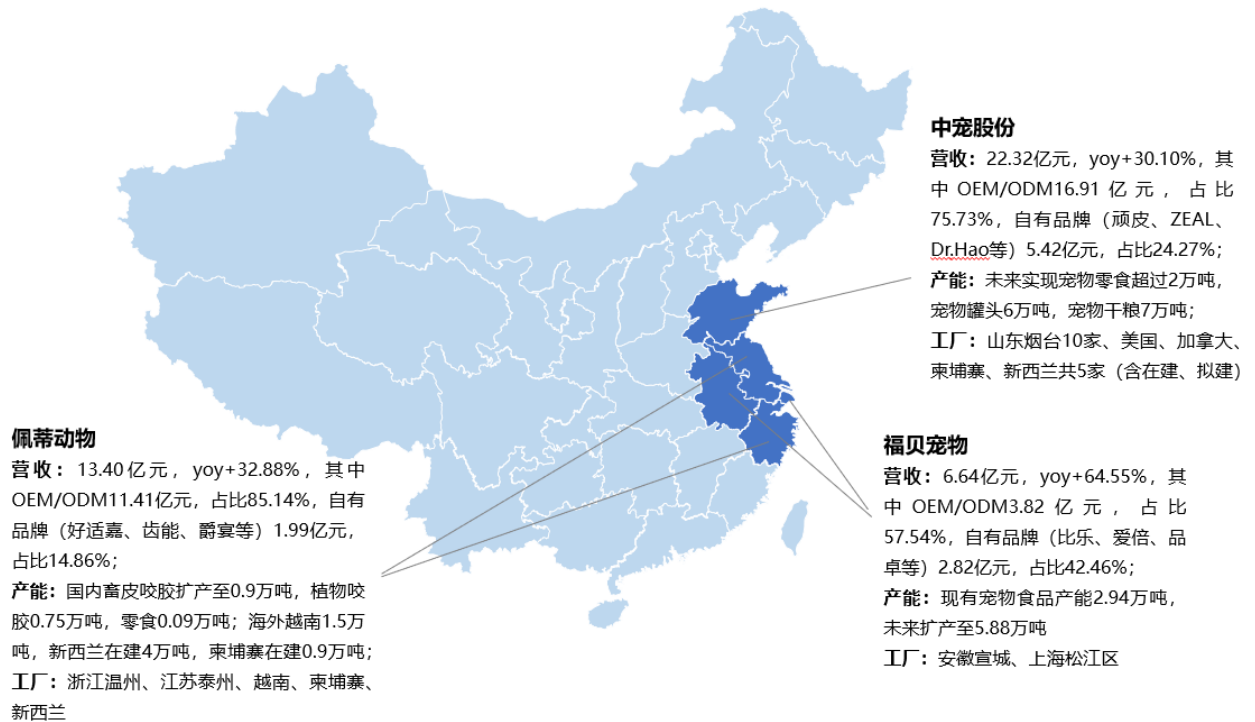 中宠股份
营收：22.32亿元，yoy+30.10%，其
中OEM/ODM16.91亿元，占比
75.73%，自有品牌（顽皮、ZEAL、
Dr.Hao等）5.42亿元，占比24.27%；
产能：未来实现宠物零食超过2万吨，
宠物罐头6万吨，宠物干粮7万吨；
工厂：山东烟台10家、美国、加拿大、
柬埔寨、新西兰共5家（含在建、拟建）
佩蒂动物
营收：13.40亿元，yoy+32.88%，其中
OEM/ODM11.41亿元，占比85.14%，自有
品牌（好适嘉、齿能、爵宴等）1.99亿元，
占比14.86%；
产能：国内畜皮咬胶扩产至0.9万吨，植物咬
胶0.75万吨，零食0.09万吨；海外越南1.5万
吨，新西兰在建4万吨，柬埔寨在建0.9万吨；
工厂：浙江温州、江苏泰州、越南、柬埔寨、
新西兰
福贝宠物
营收：6.64亿元，yoy+64.55%，其
中OEM/ODM3.82亿元，占比
57.54%，自有品牌（比乐、爱倍、品
卓等）2.82亿元，占比42.46%；
产能：现有宠物食品产能2.94万吨，
未来扩产至5.88万吨
工厂：安徽宣城、上海松江区